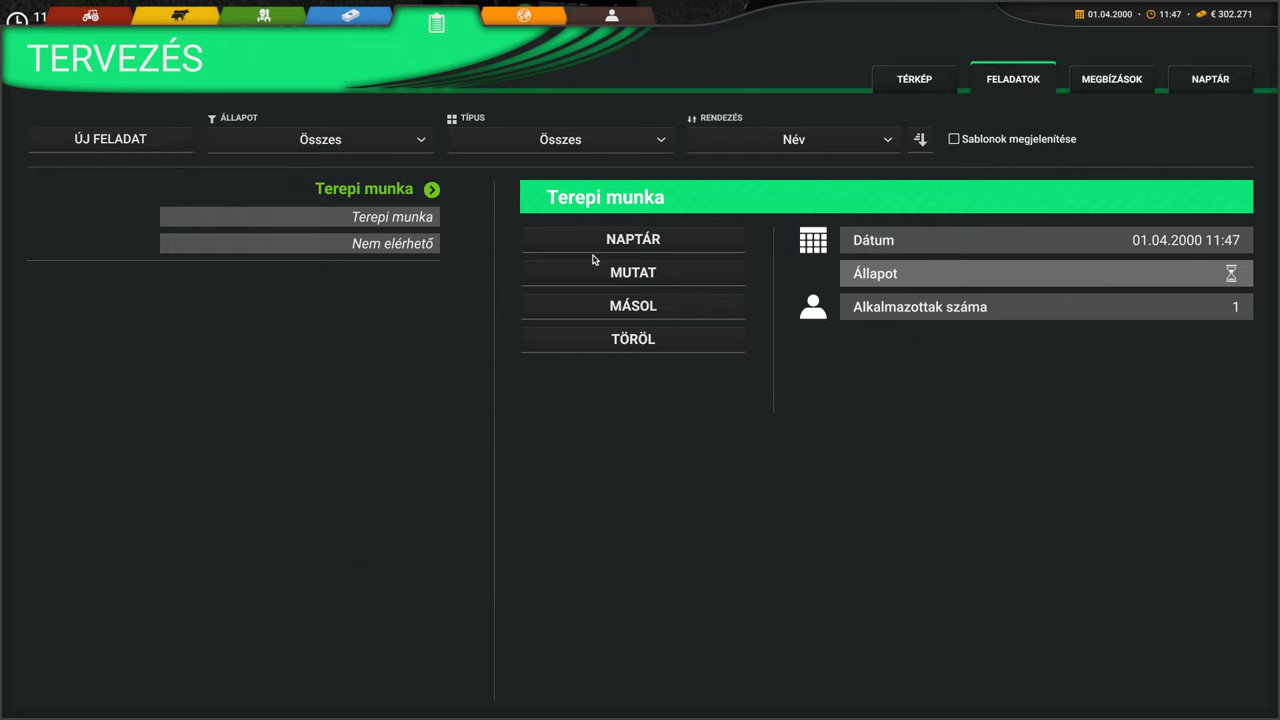 11
01.04.2000 11:47 € 302.271
TERVEZÉS
TÉRKÉP FELADATOK MEGBÍZÁSOK NAPTÁR
ÁLLAPOT TÍPUS RENDEZÉS
ÚJ FELADAT Összes Összes Név Sablonok megjelenítése
Terepi munka
Terepi munka
Nem elérhető
Terepi munka
NAPTÁR
MUTAT
MÁSOL
TÖRÖL
Dátum 01.04.2000 11:47
Állapot
Alkalmazottak száma 1